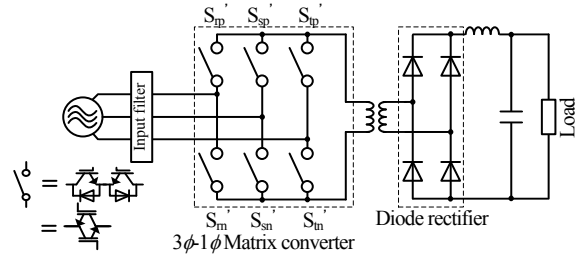 Srp' Ssp' Stp'
Input filter
Load
Srn' Ssn' Stn'
Diode rectifier
3ϕ-1ϕ Matrix converter
=
=